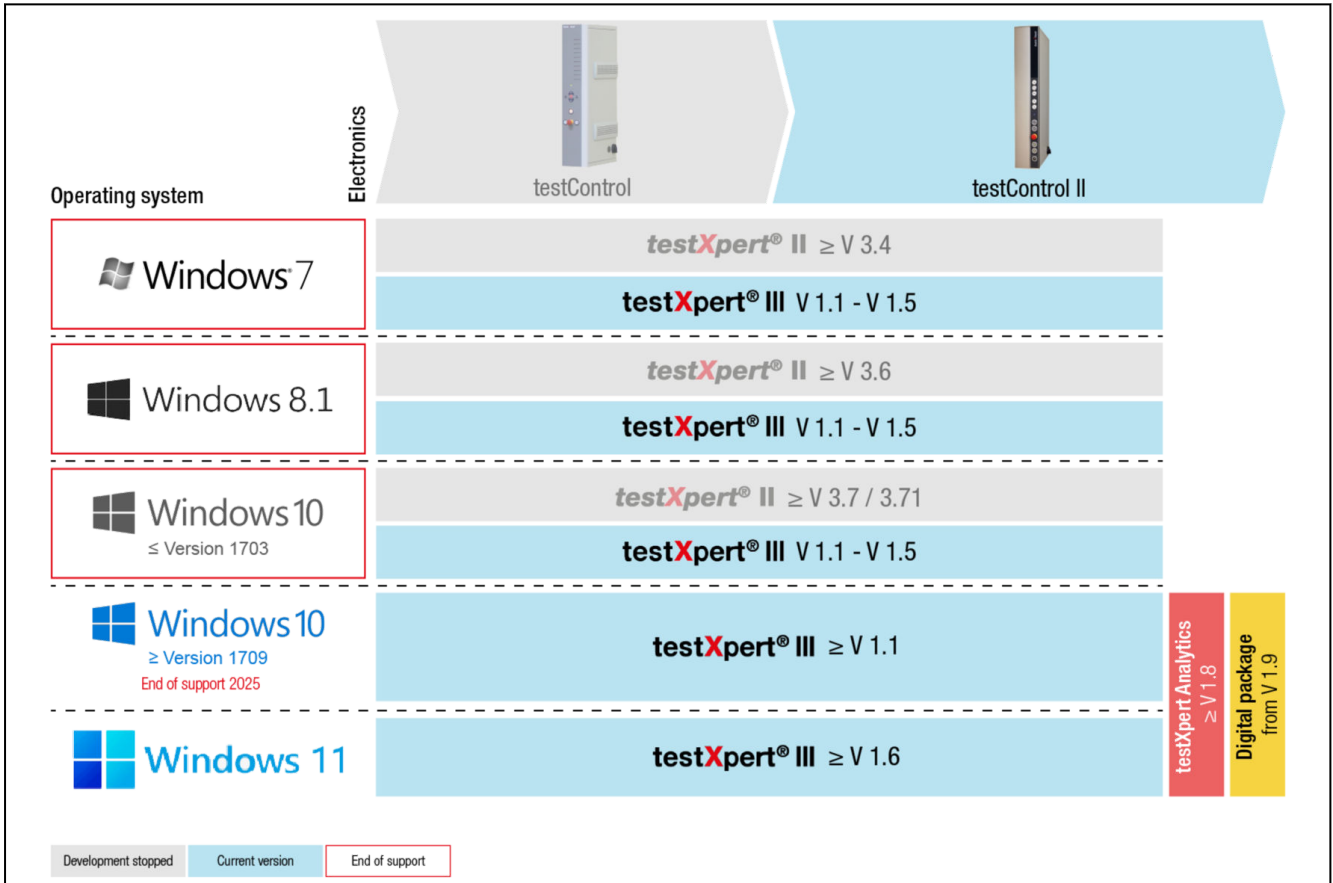 Electronics
testControl
testControl II
Operating system
Windows 7
testXpert® II ≥ V 3.4
testXpert® III V 1.1 - V 1.5
Windows 8.1
testXpert® II ≥ V 3.6
testXpert® III V 1.1 - V 1.5
Windows 10
≤ Version 1703
testXpert® II ≥ V 3.7 / 3.71
testXpert® III V 1.1 - V 1.5
Windows 10
≥ Version 1709
End of support 2025
testXpert® III ≥ V 1.1
Windows 11
testXpert® III ≥ V 1.6
testXpert Analytics
≥ V 1.8
Digital package
from V 1.9
Development stopped
Current version
End of support